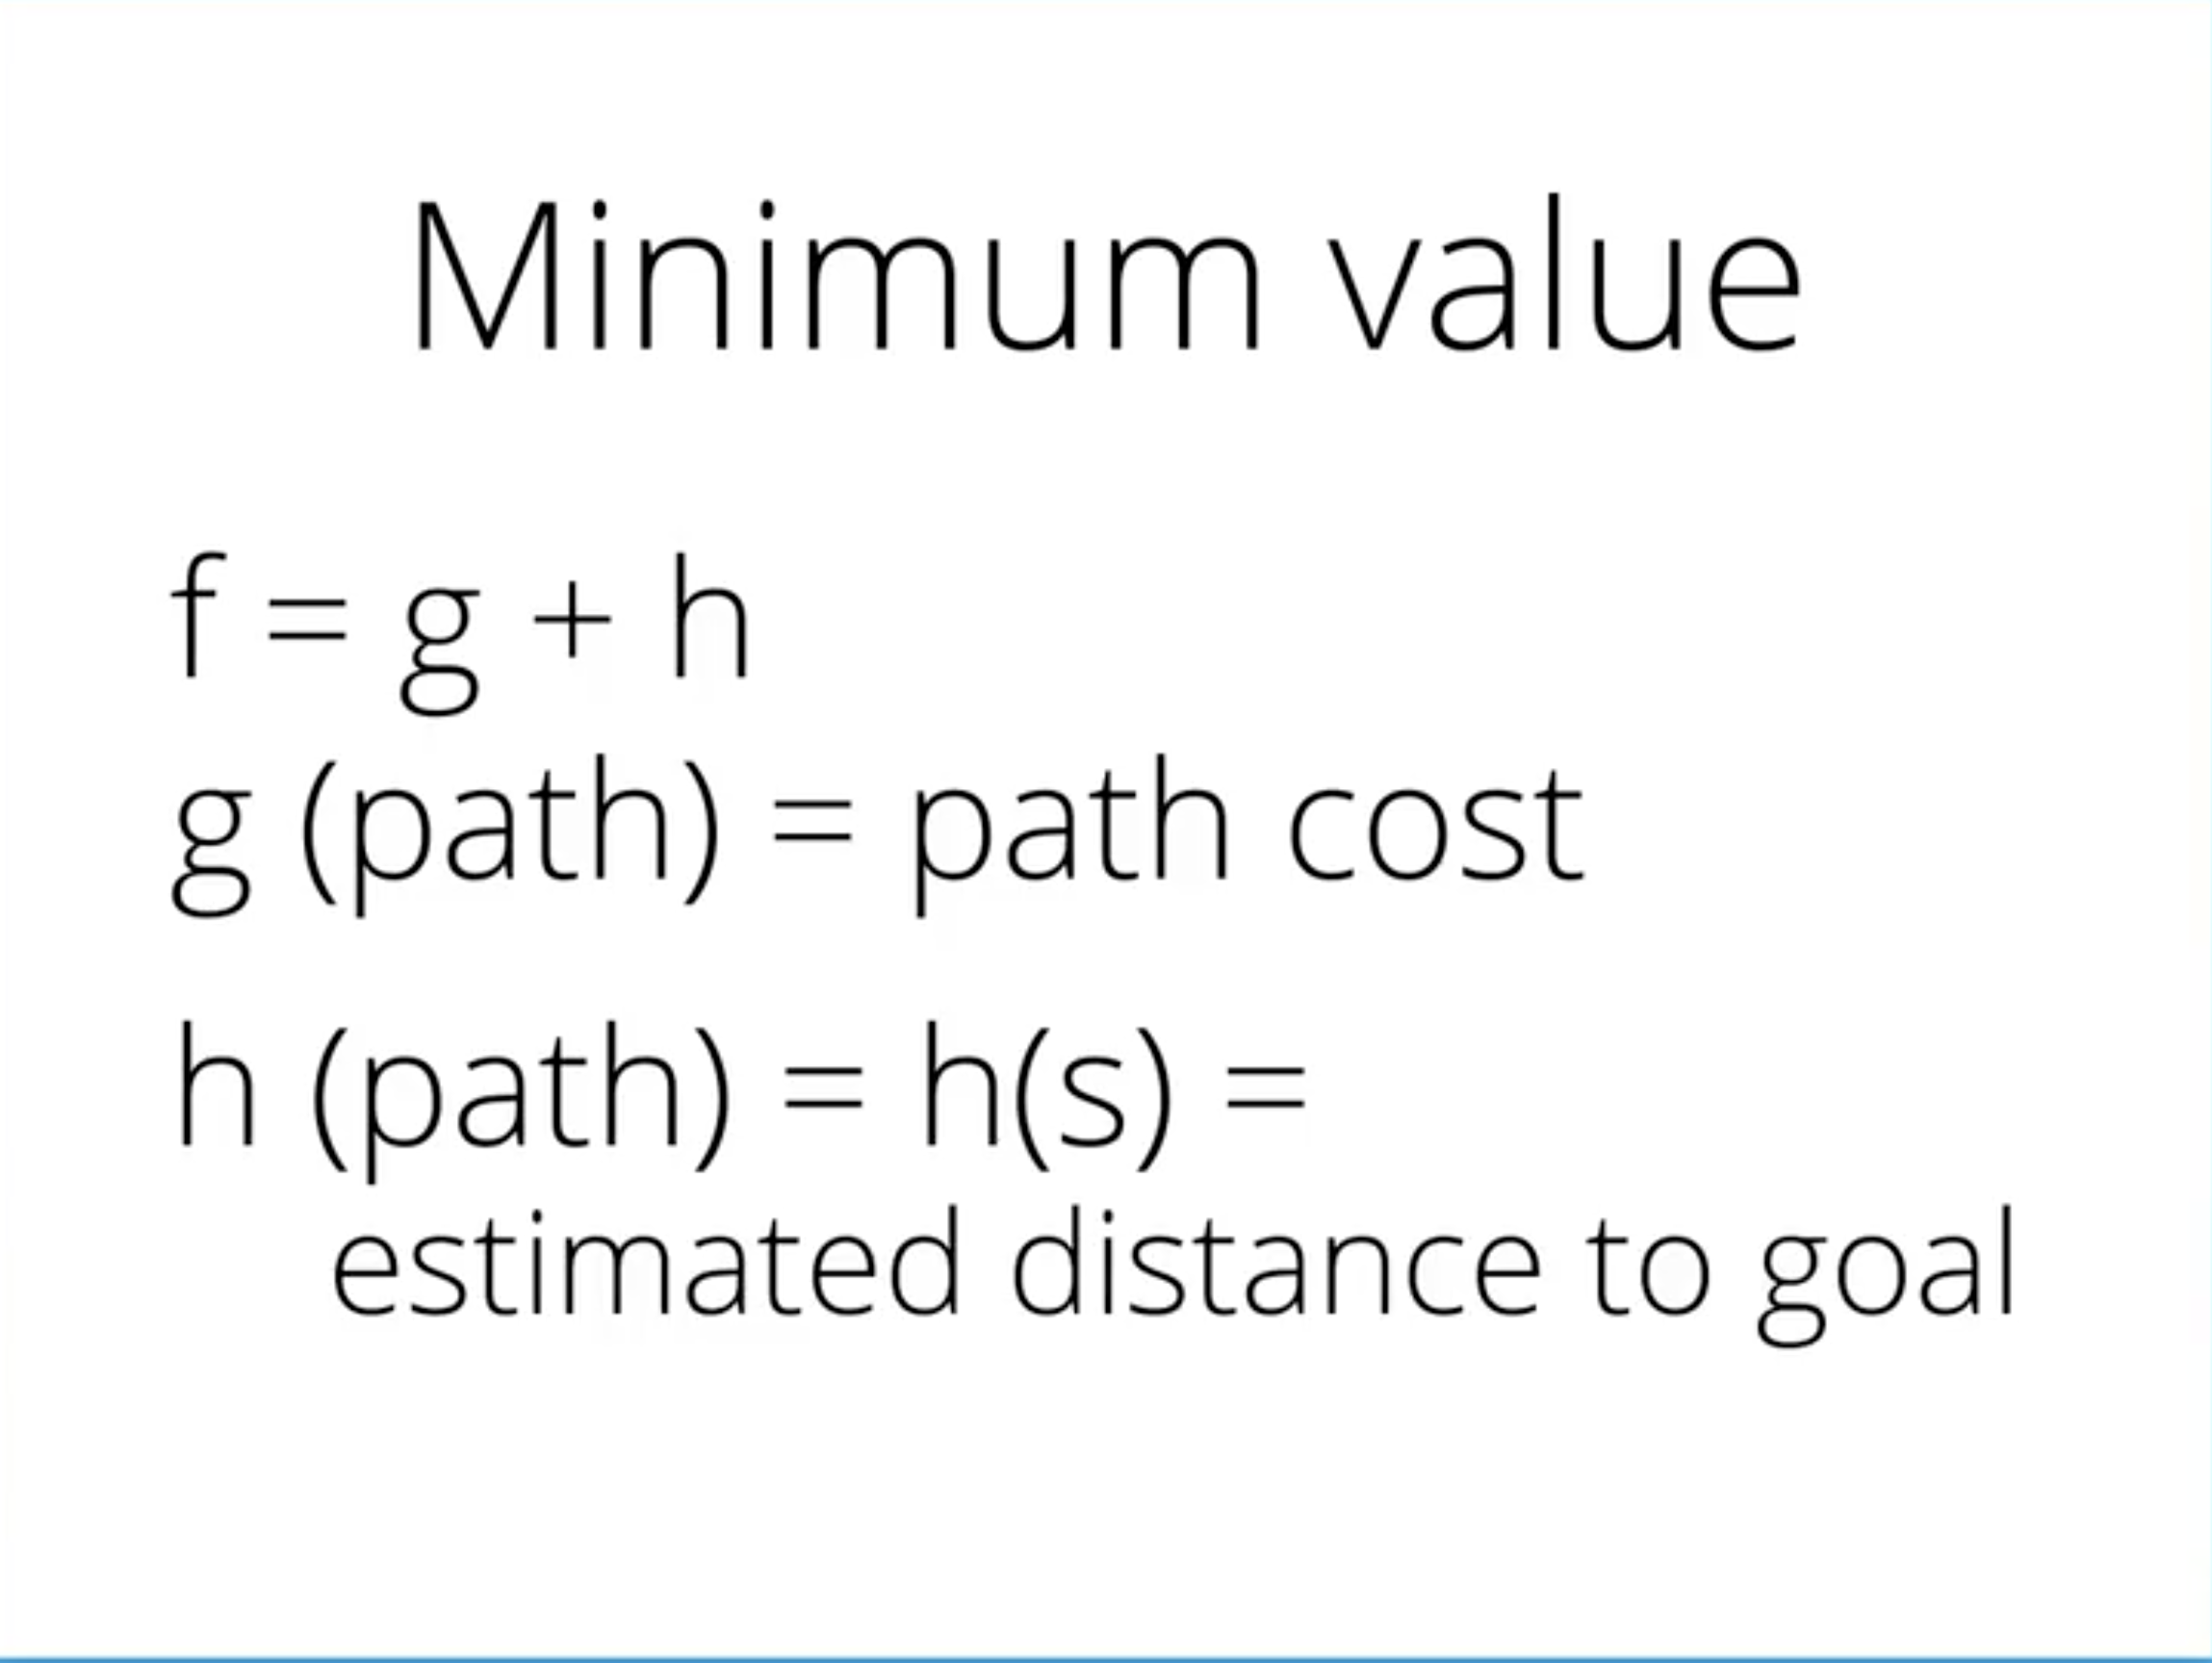 Minimum value
f = g + h
g (path) = path cost
h (path) = h(s) =
estimated distance to goal